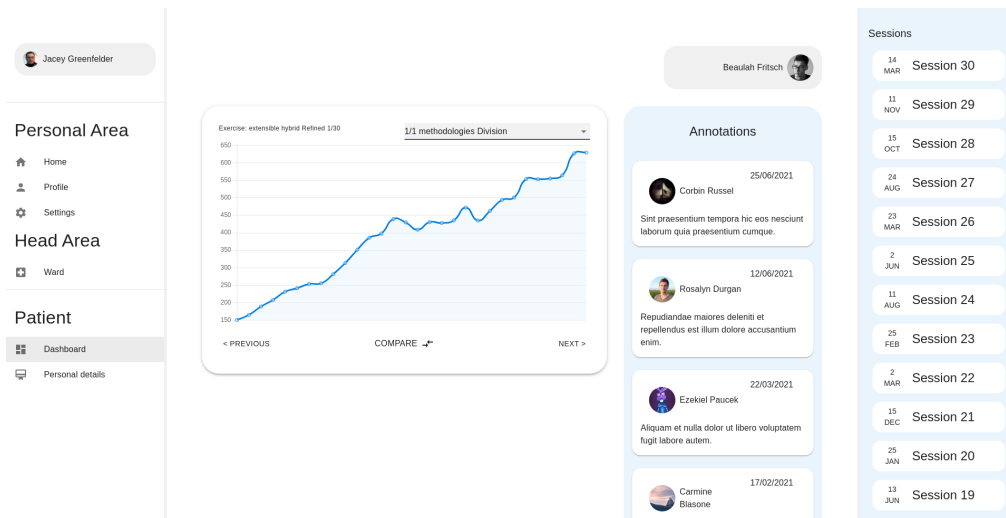 Jacey Greenfelder
Personal Area
Home
Profile
Settings
Head Area
Ward
Patient
Dashboard
Personal details
Beaulah Fritsch
Exercise: extensible hybrid Refined 1/30
1/1 methodologies Division
650
600
550
500
450
400
350
300
250
200
150
< PREVIOUS
COMPARE
NEXT >
Annotations
25/06/2021
Corbin Russel
Sint praesentium tempora hic eos nesciunt
laborum quia praesentium cumque.
12/06/2021
Rosalyn Durgan
Repudiandae maiores deleniti et
repellendus est illum dolore accusantium
enim.
22/03/2021
Ezekiel Paucek
Aliquam et nulla dolor ut libero voluptatem
fugit labore autem.
17/02/2021
Carmine
Blasone
Sessions
14
MAR
Session 30
11
NOV
Session 29
15
OCT
Session 28
24
AUG
Session 27
23
MAR
Session 26
2
JUN
Session 25
11
AUG
Session 24
25
FEB
Session 23
2
MAR
Session 22
15
DEC
Session 21
25
JAN
Session 20
13
JUN
Session 19